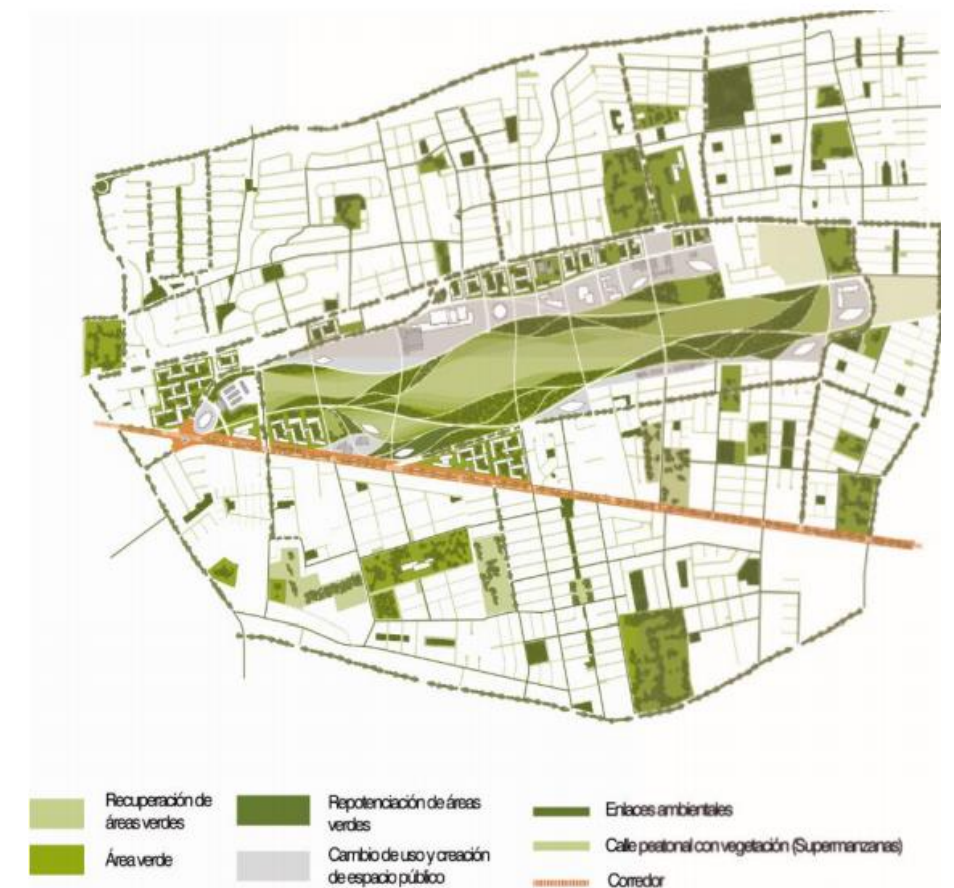 Recuperación de
áreas verdes
Área verde
Repotenciación de áreas
verdes
Cambio de uso y creación
de espacio público
Enlaces ambientales
Calle peatonal con vegetación (Supermanzanas)
Corredor